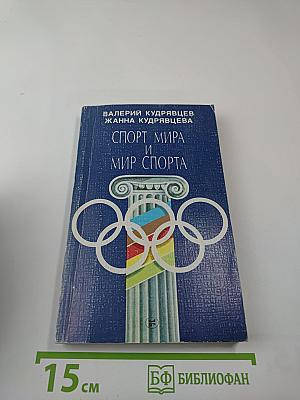 ВАЛЕРИЙ КУДРЯВЦЕВ
ЖАННА КУДРЯВЦЕВА
СПОРТ МИРА
И
МИР СПОРТА
15 см
БФ БИБЛИОФАН